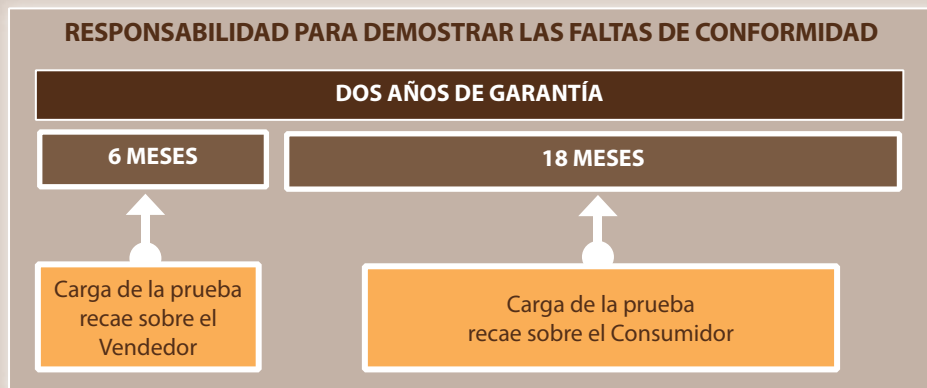 RESPONSABILIDAD PARA DEMOSTRAR LAS FALTAS DE CONFORMIDAD
DOS AÑOS DE GARANTÍA
6 MESES
18 MESES
Carga de la prueba
recae sobre el
Vendedor
Carga de la prueba
recae sobre el Consumidor